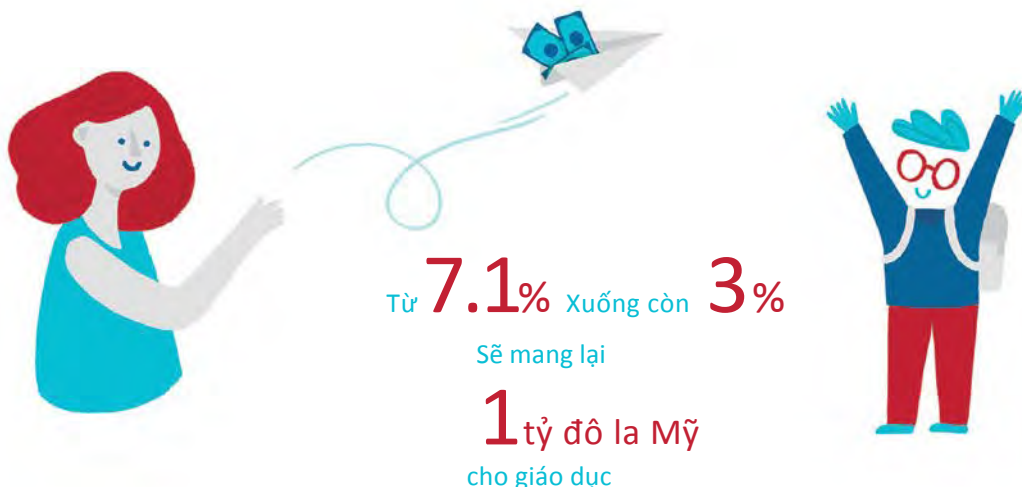 Từ 7.1% Xuống còn 3%
Sẽ mang lại
1 tỷ đô la Mỹ
cho giáo dục